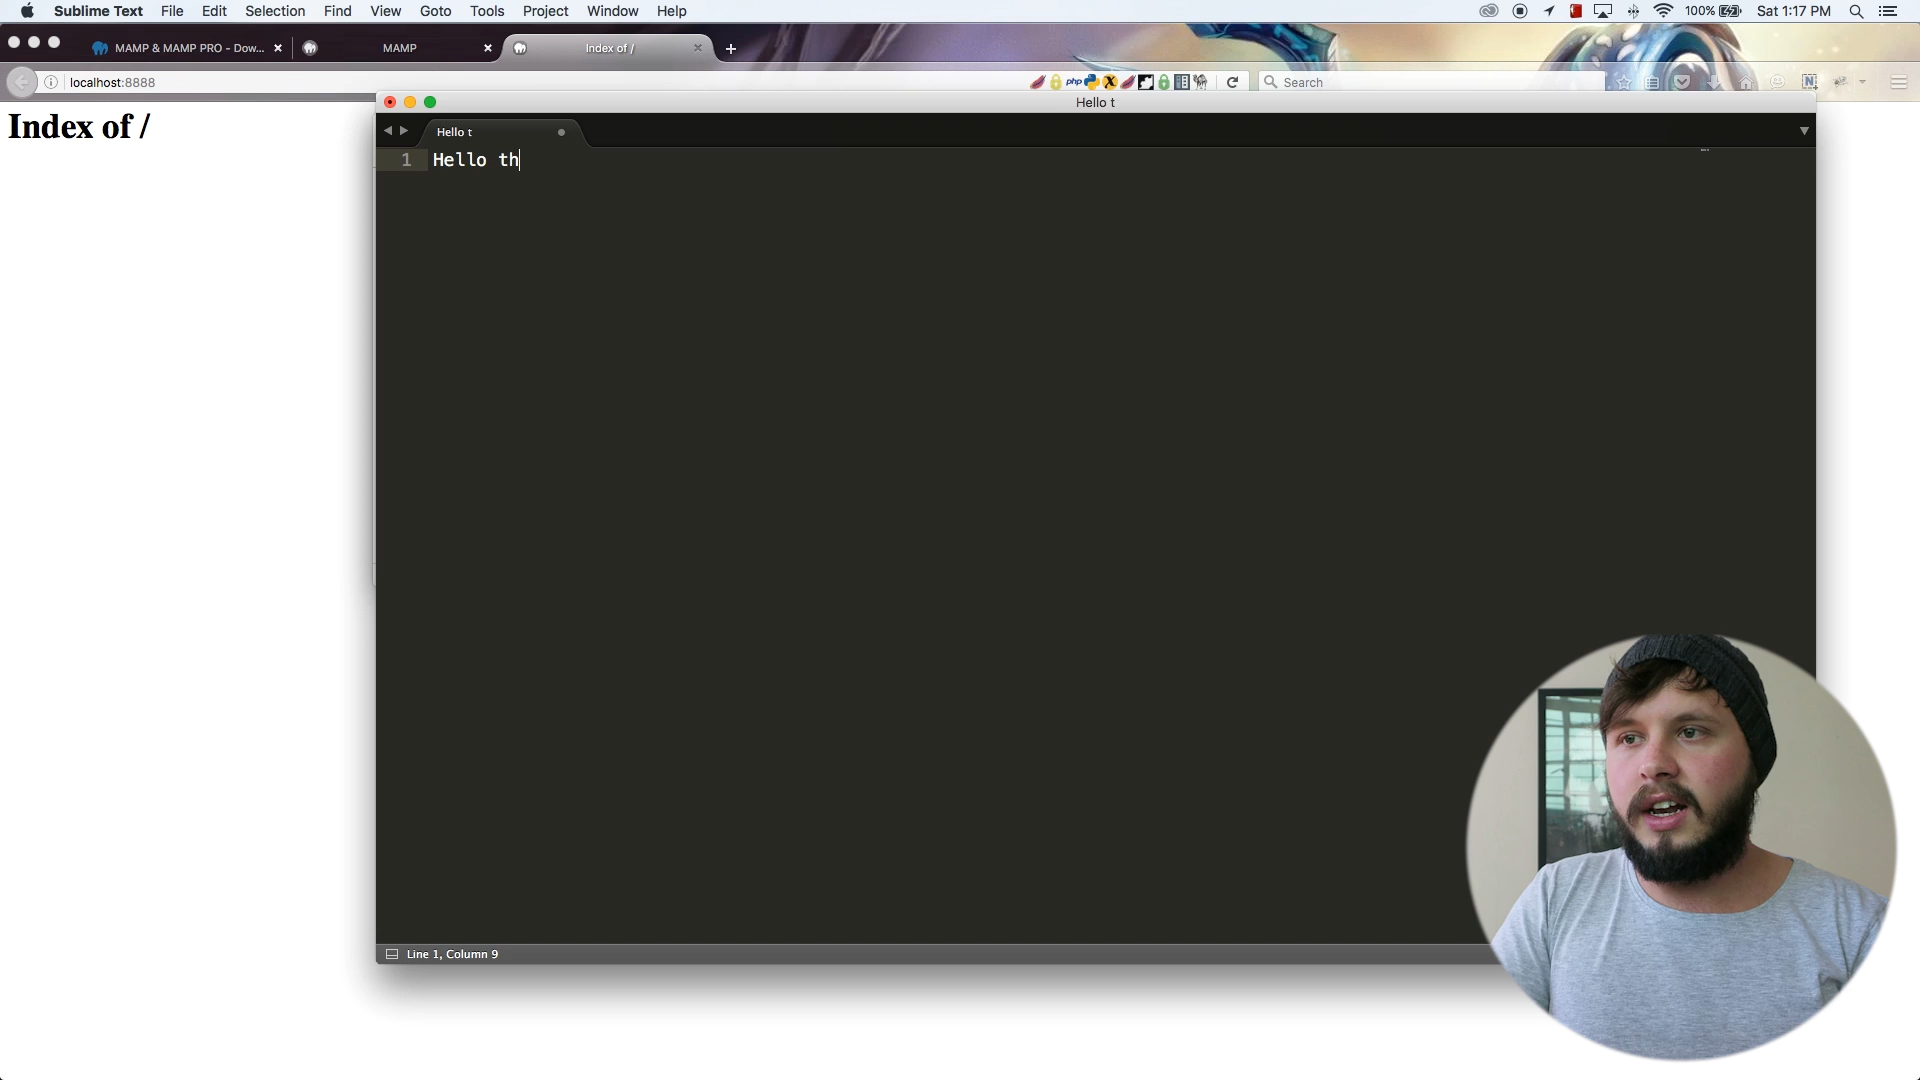 Sublime Text File Edit Selection Find View Goto Tools Project Window Help 100% Sat 1:17 PM
MAMP & MAMP PRO - Dow... MAMP Index of /
localhost:8888 php Search
Hello t
Index of /
Hello t
1 Hello th
Line 1, Column 9